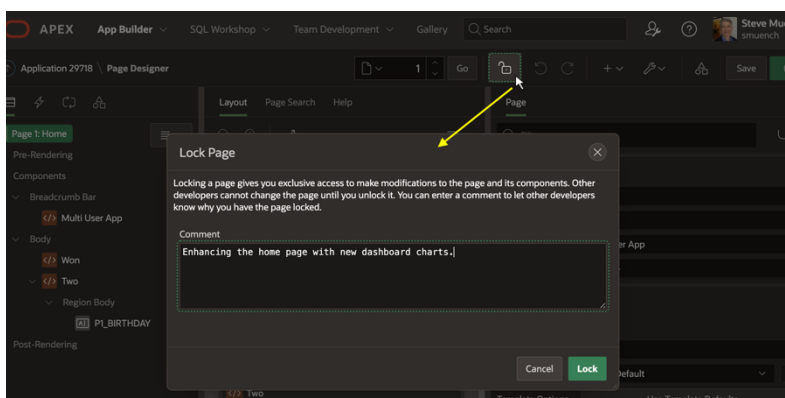 APEX App Builder SQL Workshop Team Development Gallery Search Steve Mue
smuench
Application 29718 \ Page Designer 1 Go Save
Layout Page Search Help Page
Page 1: Home
Pre-Rendering
Components
Breadcrumb Bar
</> Multi User App
Body
</> Won
</> Two
Region Body
P1_BIRTHDAY
Post-Rendering
Lock Page
Locking a page gives you exclusive access to make modifications to the page and its components. Other
developers cannot change the page until you unlock it. You can enter a comment to let other developers
know why you have the page locked.
Comment
Enhancing the home page with new dashboard charts.
Cancel Lock
er App
Default
</> Two